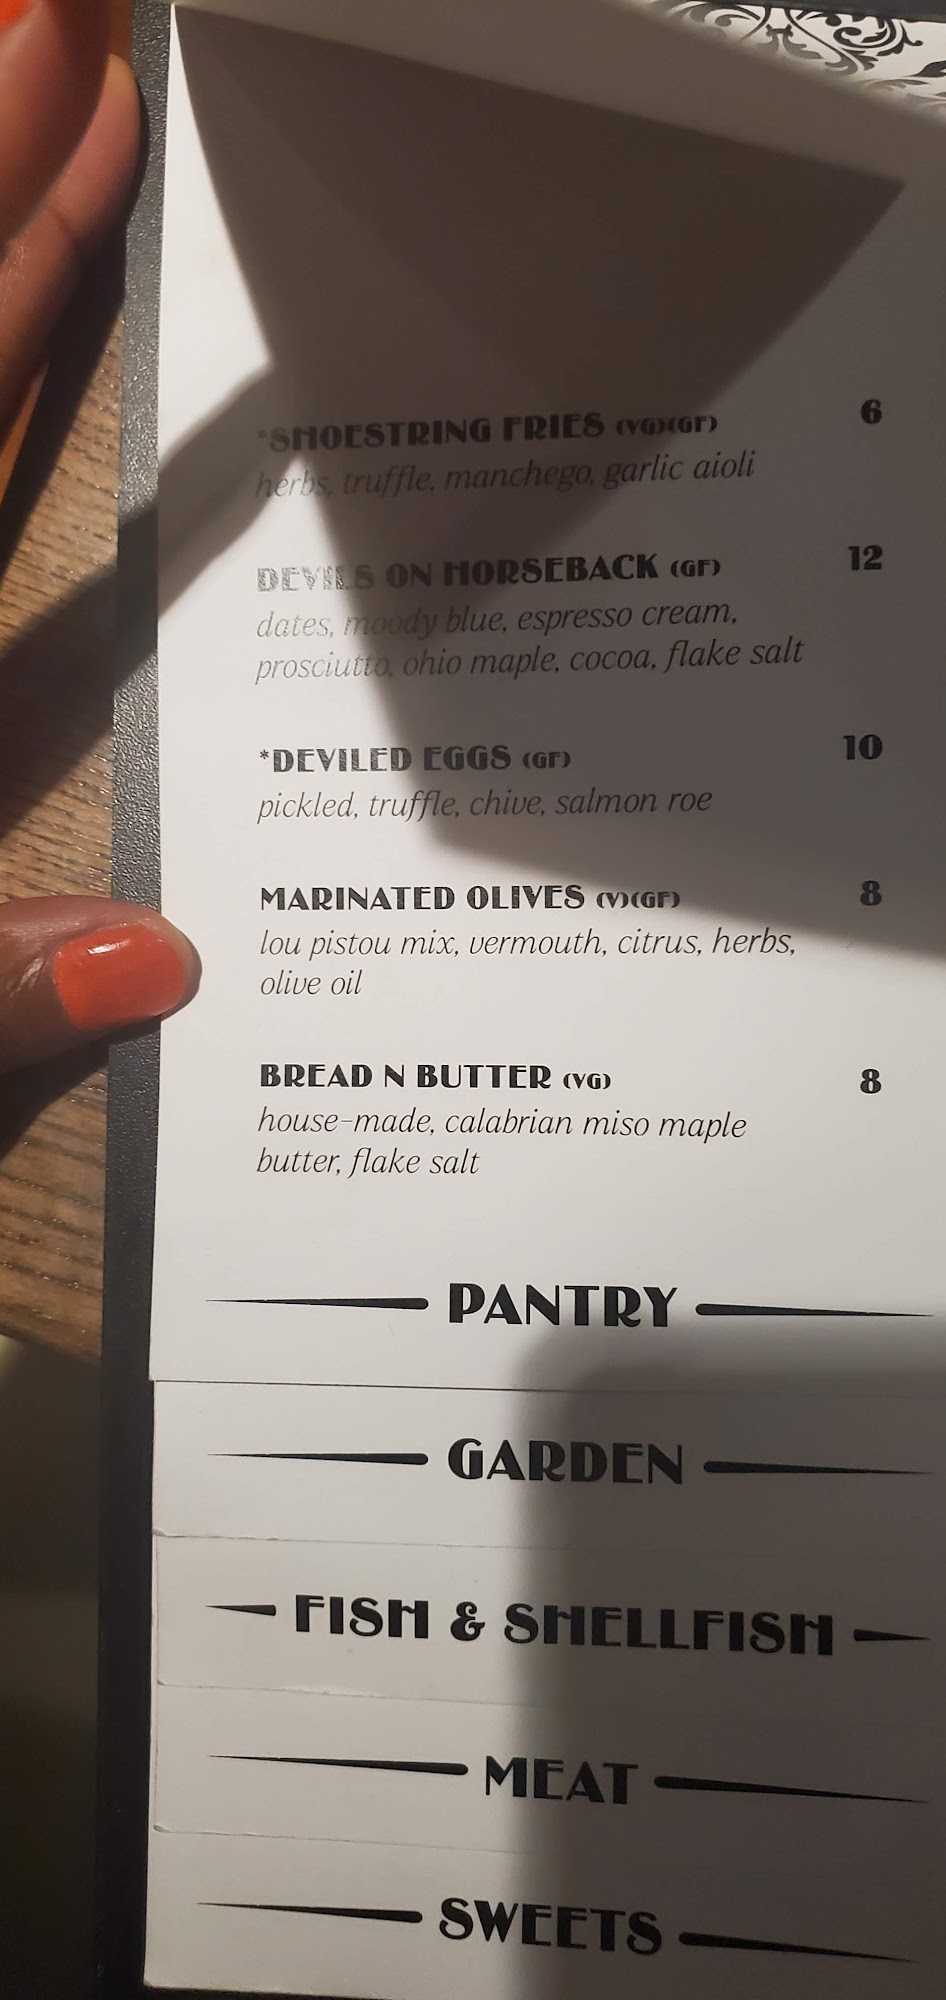 *SHOESTRING FRIES (VG)(GF) 6
herbs, truffle, manchego, garlic aioli
DEVILS ON HORSEBACK (GF) 12
dates, moody blue, espresso cream,
prosciutto, ohio maple, cocoa, flake salt
*DEVILED EGGS (GF) 10
pickled, truffle, chive, salmon roe
MARINATED OLIVES (V)(GF) 8
lou pistou mix, vermouth, citrus, herbs,
olive oil
BREAD N BUTTER (VG) 8
house-made, calabrian miso maple
butter, flake salt
PANTRY
GARDEN
FISH & SHELLFISH
MEAT
SWEETS